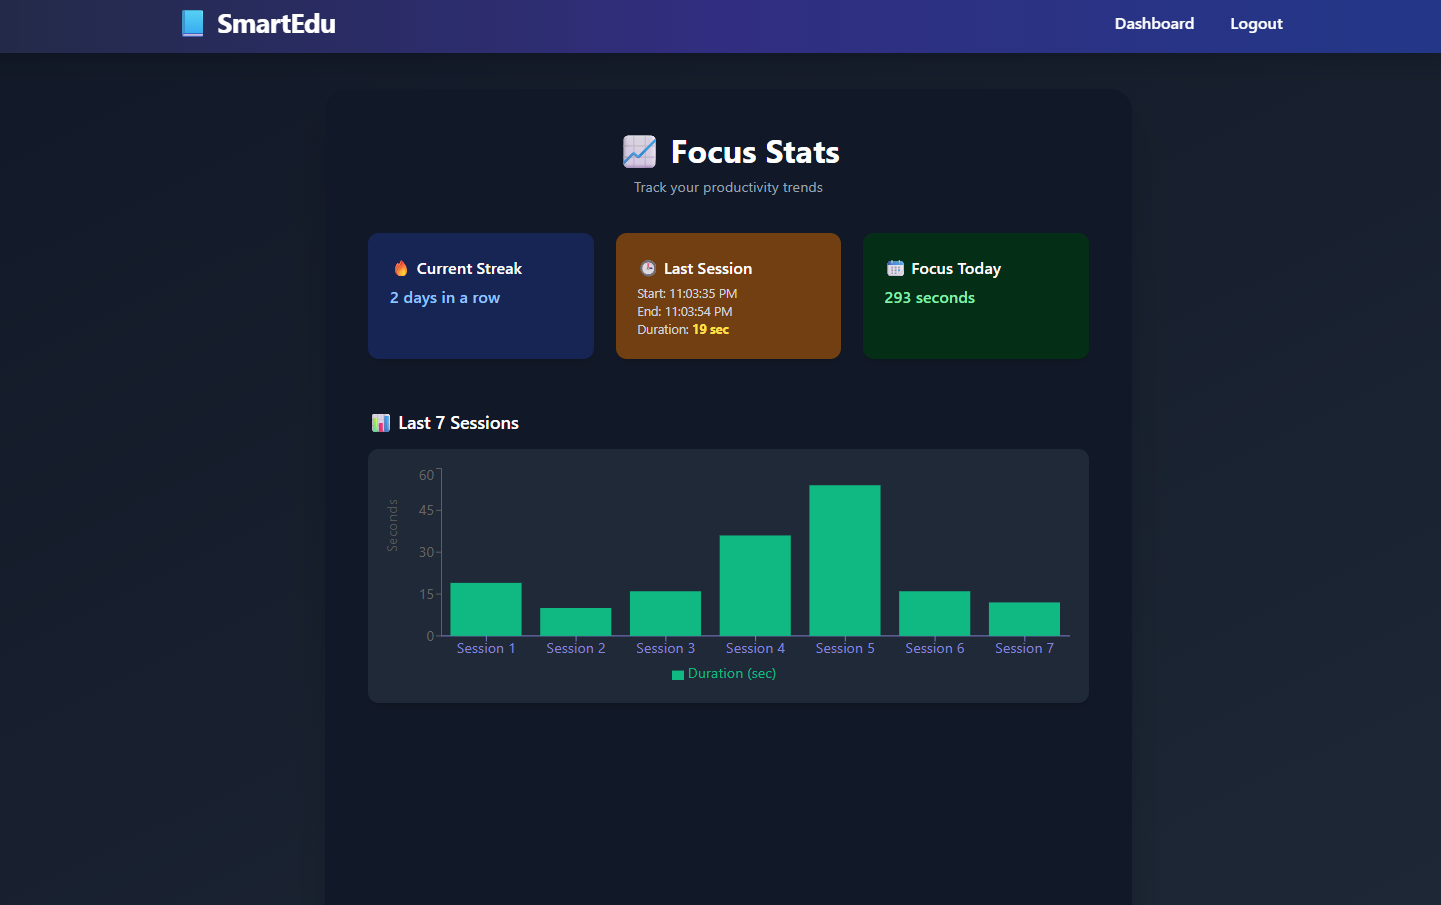 SmartEdu
Dashboard
Logout
Focus Stats
Track your productivity trends
Current Streak
2 days in a row
Last Session
Start: 11:03:35 PM
End: 11:03:54 PM
Duration: 19 sec
Focus Today
293 seconds
Last 7 Sessions
Seconds
60
45
30
15
0
Session 1
Session 2
Session 3
Session 4
Session 5
Session 6
Session 7
Duration (sec)